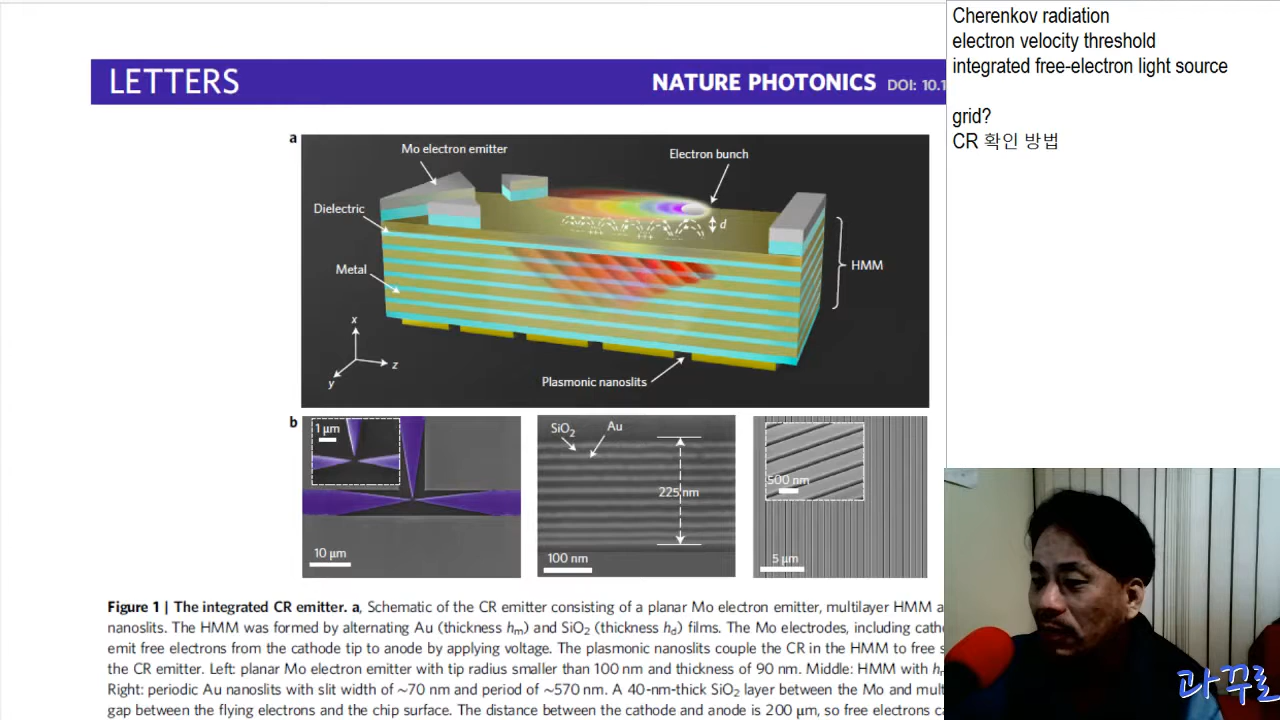 LETTERS
NATURE PHOTONICS DOI: 10.1
a
Mo electron emitter
Electron bunch
Dielectric
d
Metal
HMM
x
z
y
Plasmonic nanoslits
b
1 μm
10 μm
SiO2
Au
225 nm
100 nm
500 nm
5 μm
Figure 1 | The integrated CR emitter. a, Schematic of the CR emitter consisting of a planar Mo electron emitter, multilayer HMM a
nanoslits. The HMM was formed by alternating Au (thickness hm) and SiO2 (thickness hd) films. The Mo electrodes, including catho
emit free electrons from the cathode tip to anode by applying voltage. The plasmonic nanoslits couple the CR in the HMM to free s
the CR emitter. Left: planar Mo electron emitter with tip radius smaller than 100 nm and thickness of 90 nm. Middle: HMM with h
Right: periodic Au nanoslits with slit width of ~70 nm and period of ~570 nm. A 40-nm-thick SiO2 layer between the Mo and mult
gap between the flying electrons and the chip surface. The distance between the cathode and anode is 200 μm, so free electrons ca
Cherenkov radiation
electron velocity threshold
integrated free-electron light source
grid?
CR 확인 방법
과꾸로